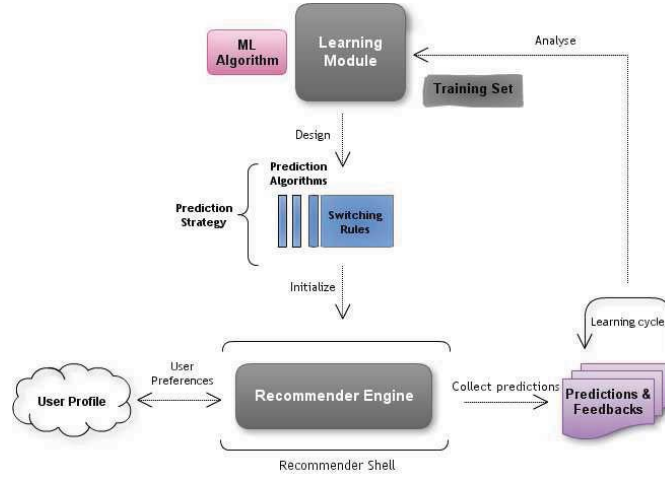 ML
Algorithm
Learning
Module
Analyse
Training Set
Design
Prediction
Algorithms
Prediction
Strategy
Switching
Rules
Initialize
Learning cycle
User
Preferences
User Profile
Recommender Engine
Collect predictions
Predictions &
Feedbacks
Recommender Shell